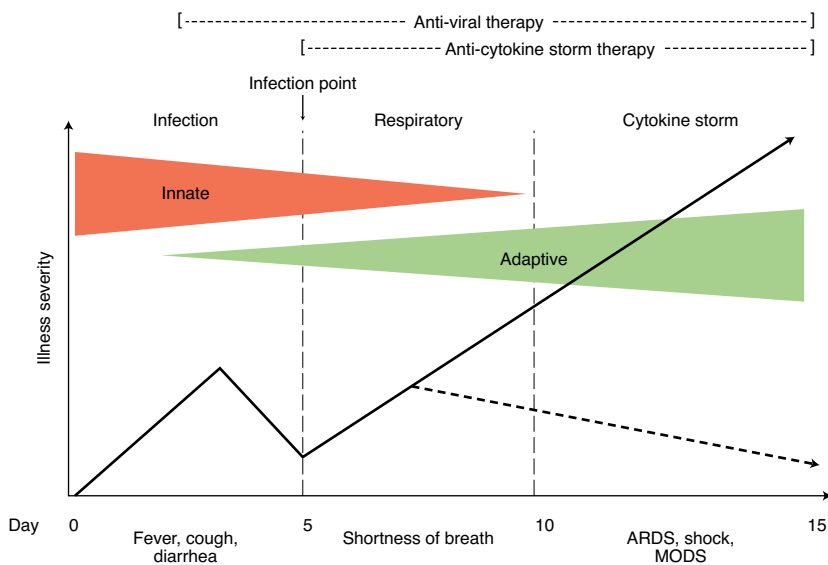 Anti-viral therapy
Anti-cytokine storm therapy
Infection point
Infection
Respiratory
Cytokine storm
Innate
Adaptive
Illness severity
Day 0 5 10 15
Fever, cough,
diarrhea
Shortness of breath
ARDS, shock,
MODS